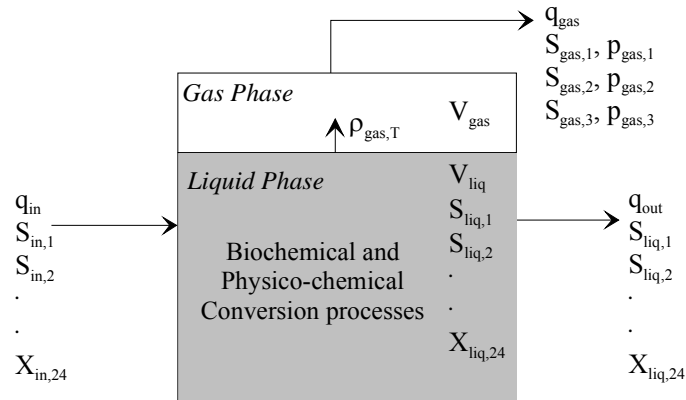 q_gas
S_gas,1, p_gas,1
S_gas,2, p_gas,2
S_gas,3, p_gas,3
Gas Phase
V_gas
ρ_gas,T
Liquid Phase
V_liq
S_liq,1
S_liq,2
.
.
X_liq,24
Biochemical and
Physico-chemical
Conversion processes
q_in
S_in,1
S_in,2
.
.
X_in,24
q_out
S_liq,1
S_liq,2
.
.
X_liq,24